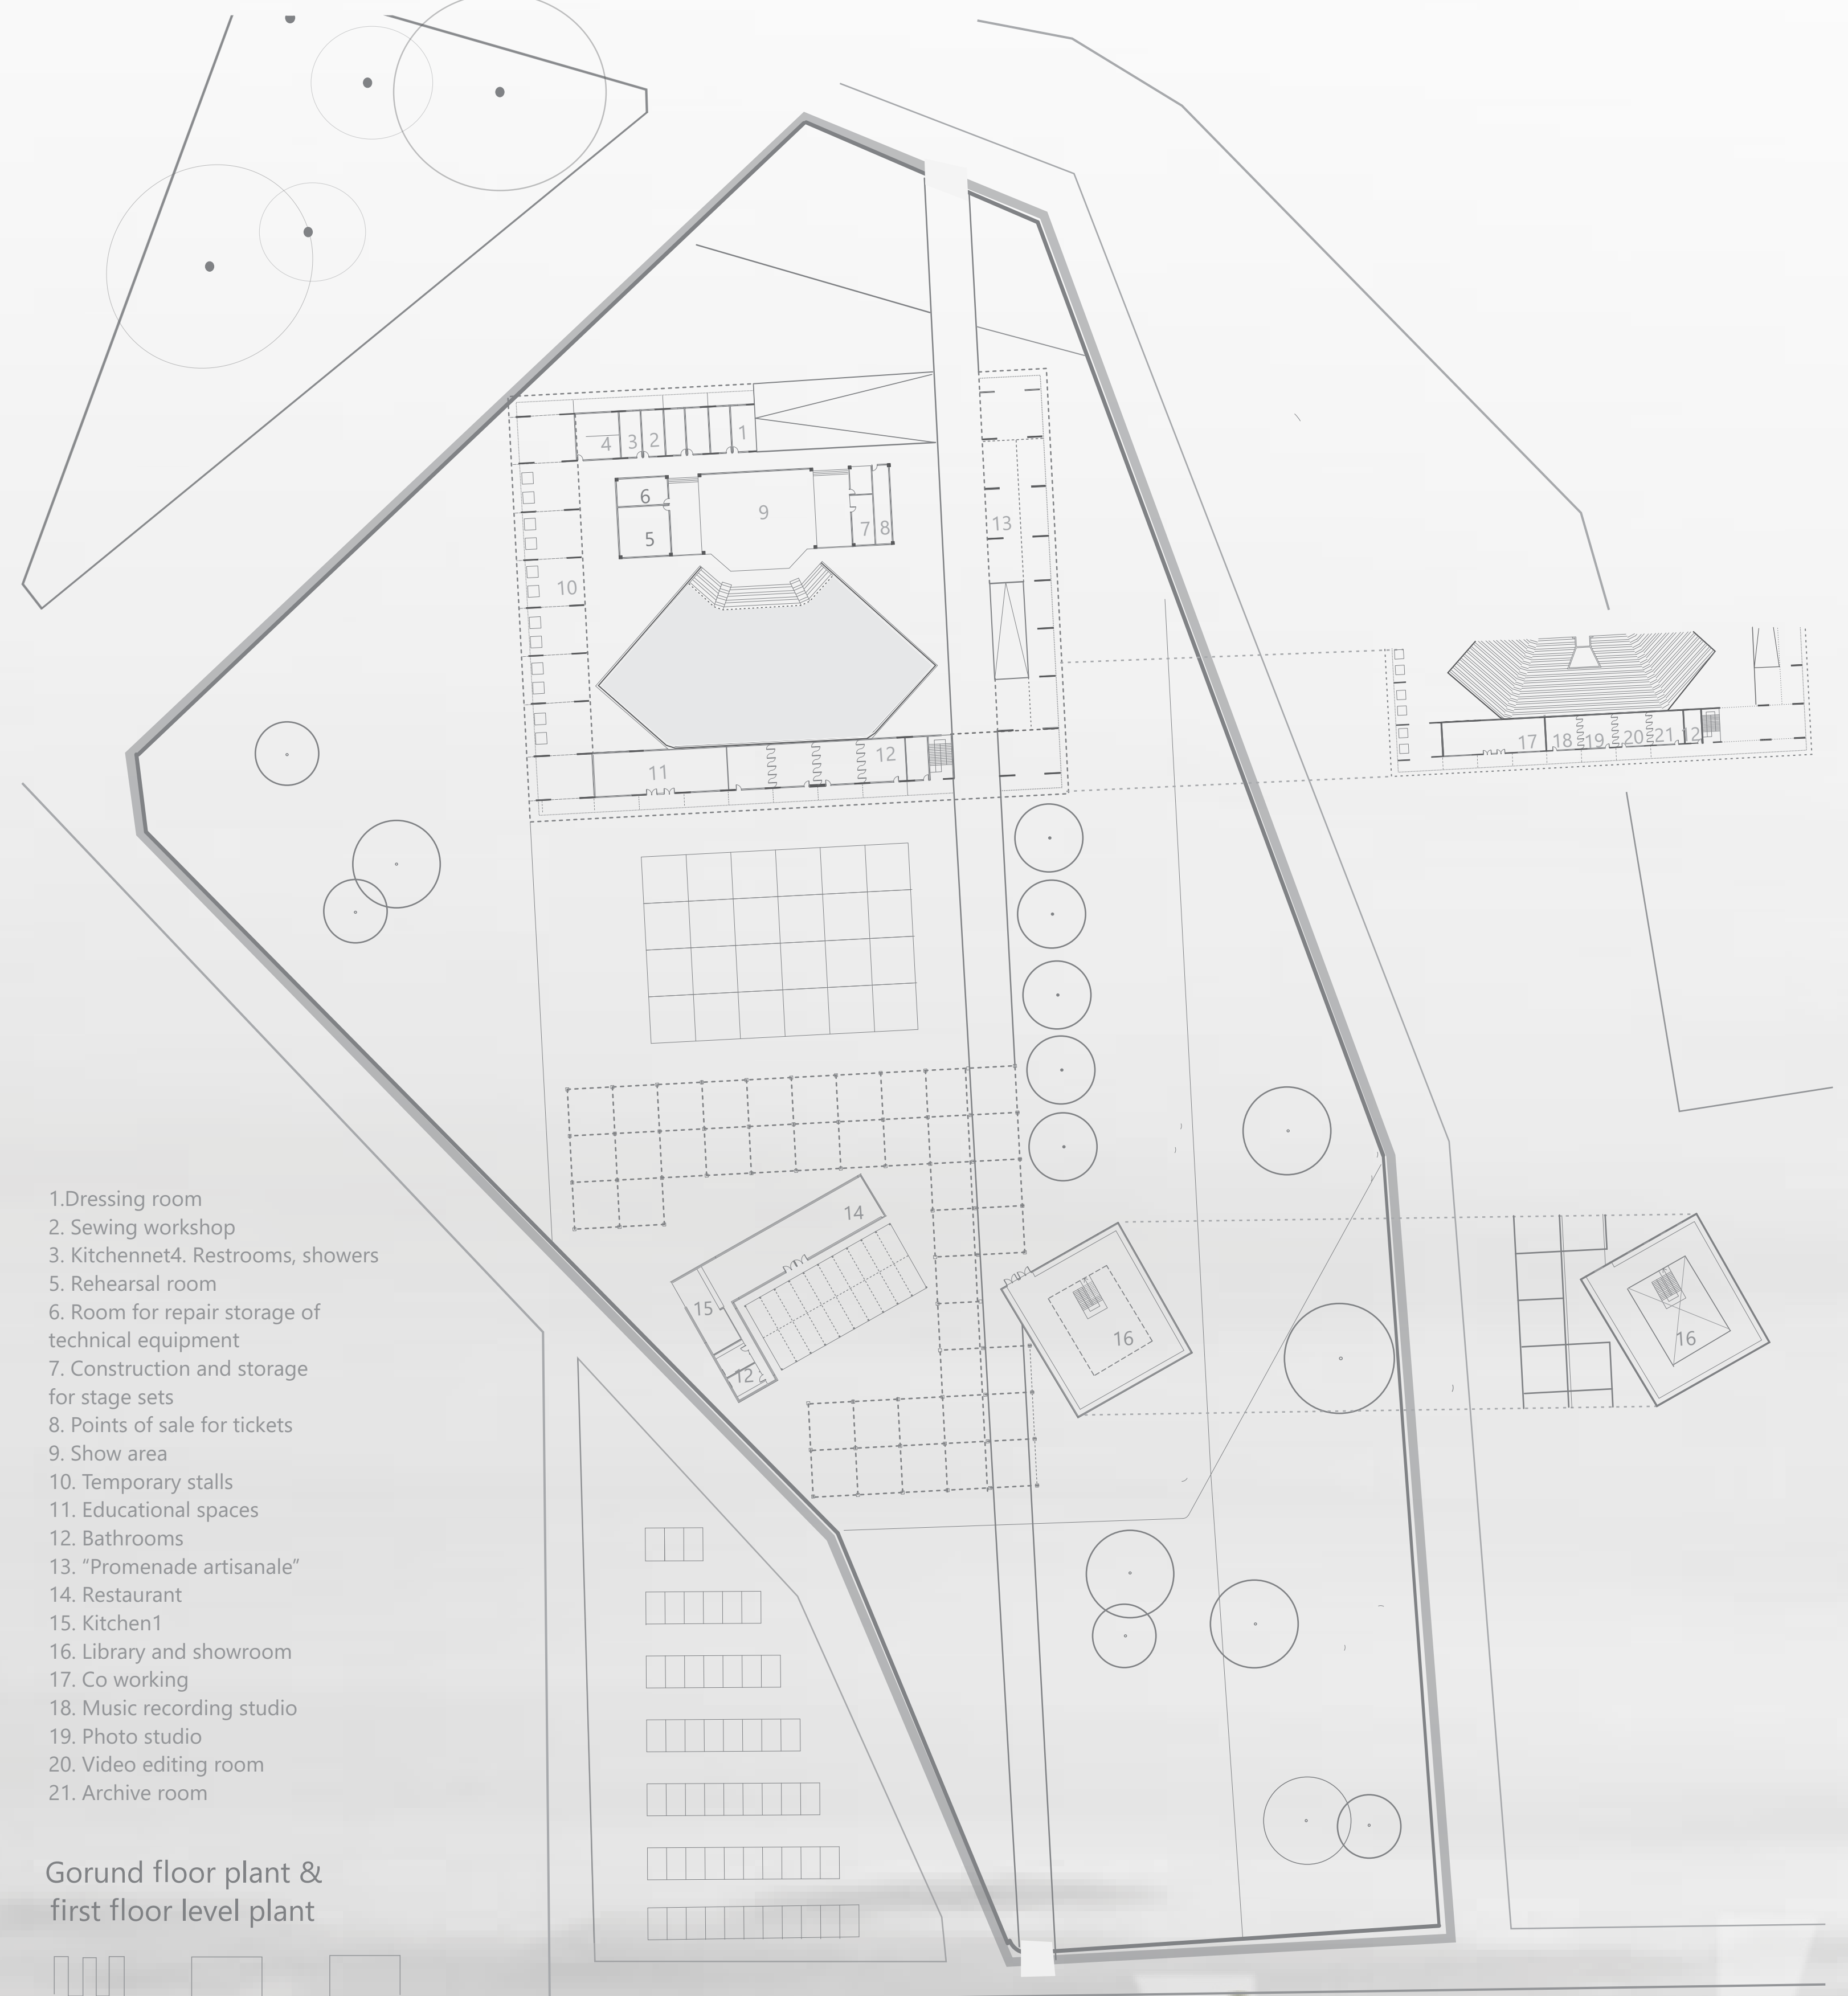 1
2
3
4
6
9
5
7
8
13
10
12
11
17
18
19
20
21
12
14
15
12
16
16
1.Dressing room
2. Sewing workshop
3. Kitchennet4. Restrooms, showers
5. Rehearsal room
6. Room for repair storage of
technical equipment
7. Construction and storage
for stage sets
8. Points of sale for tickets
9. Show area
10. Temporary stalls
11. Educational spaces
12. Bathrooms
13. “Promenade artisanale“
14. Restaurant
15. Kitchen1
16. Library and showroom
17. Co working
18. Music recording studio
19. Photo studio
20. Video editing room
21. Archive room
Gorund floor plant &
first floor level plant